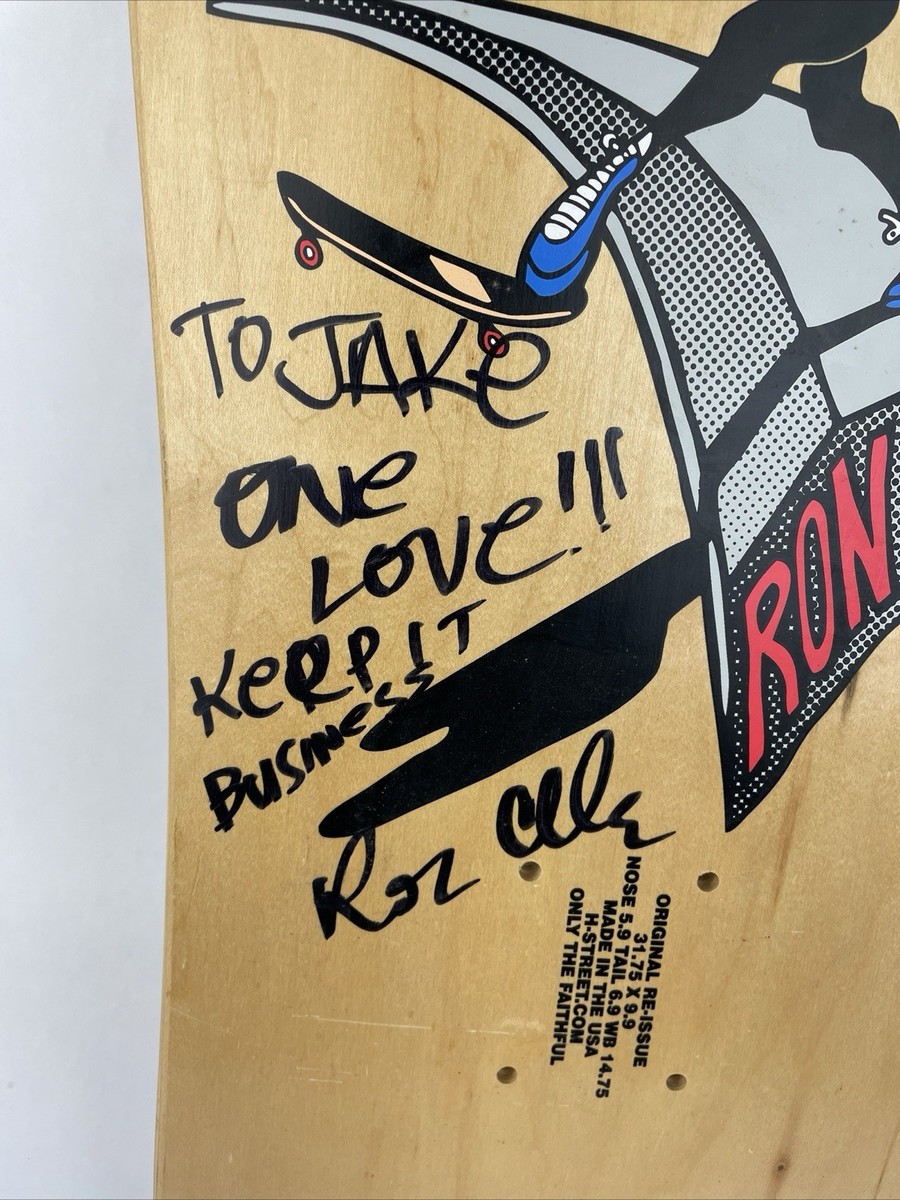 TO JAKE
ONE
LOVE!!!
KEEP IT
BUSINESS
Ron
RON
ORIGINAL RE-ISSUE
31.75 X 9.9
NOSE 5.9 TAIL 6.9 WB 14.75
MADE IN THE USA
H-STREET.COM
ONLY THE FAITHFUL